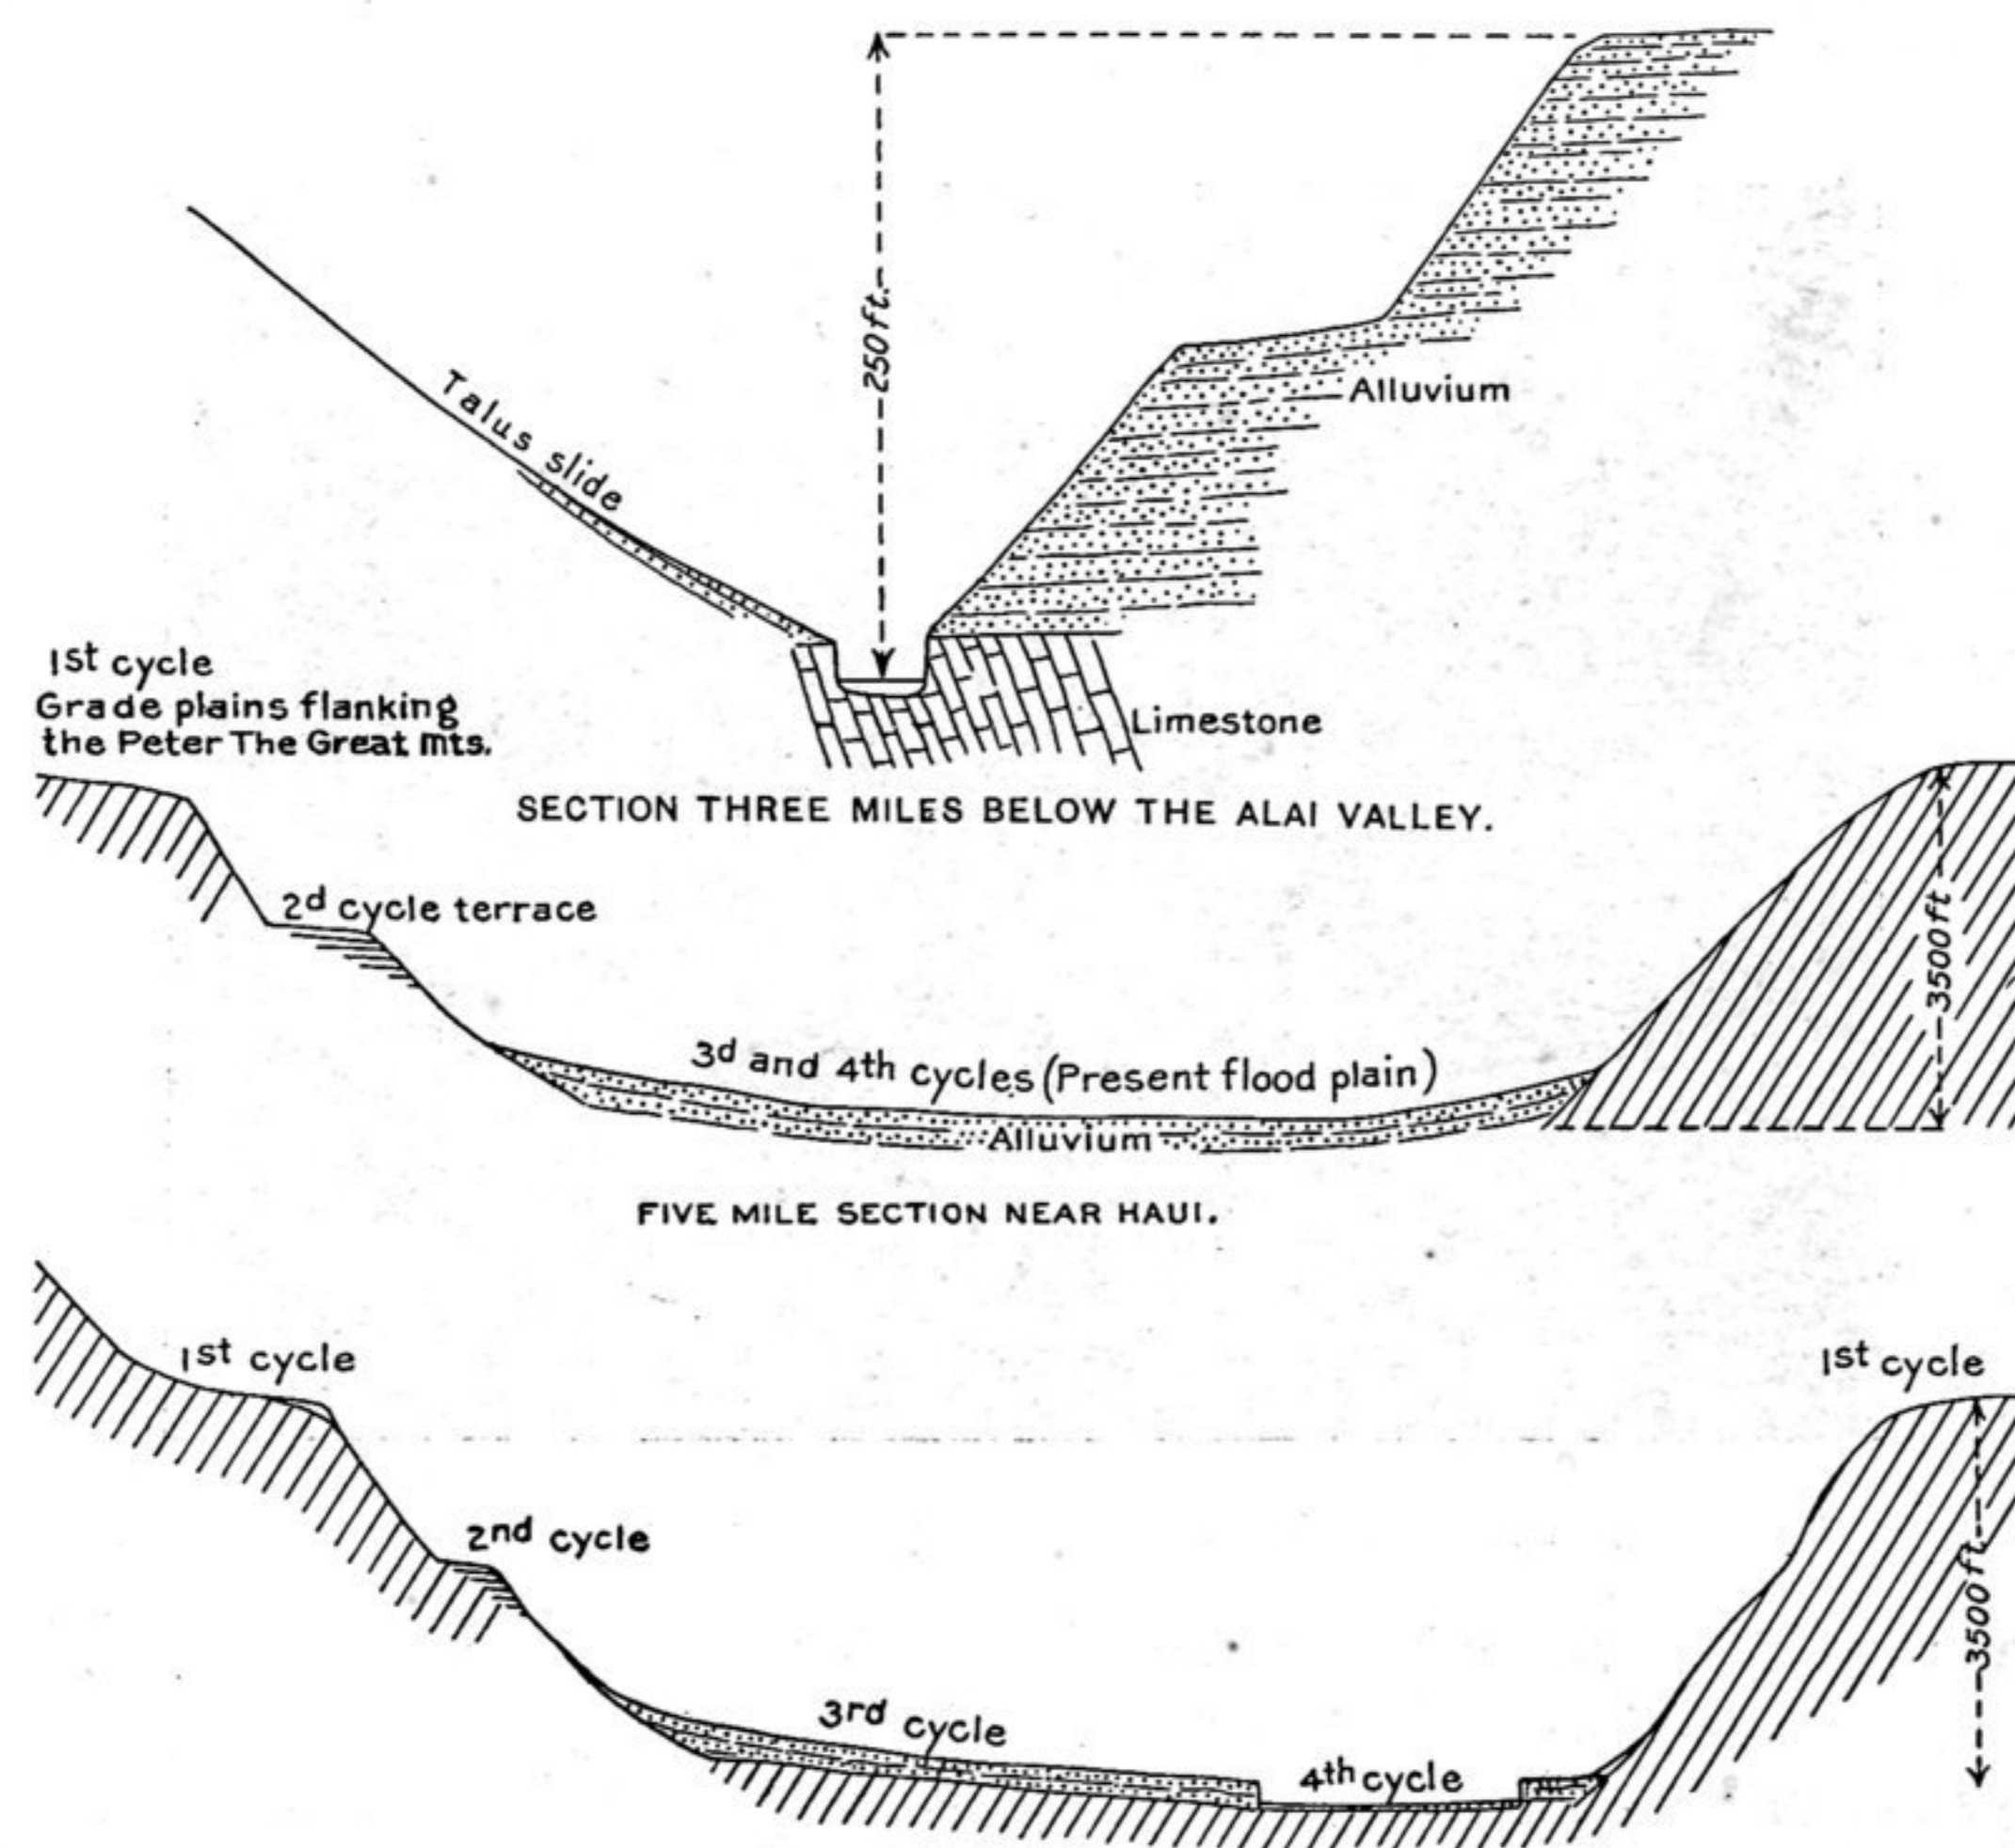 250 ft.
Talus slide
Alluvium
Limestone
SECTION THREE MILES BELOW THE ALAI VALLEY.
1st cycle
Grade plains flanking
the Peter The Great Mts.
2d cycle terrace
3d and 4th cycles (Present flood plain)
Alluvium
3500 ft
FIVE MILE SECTION NEAR HAUI.
1st cycle
1st cycle
2nd cycle
3rd cycle
4th cycle
3500 ft.